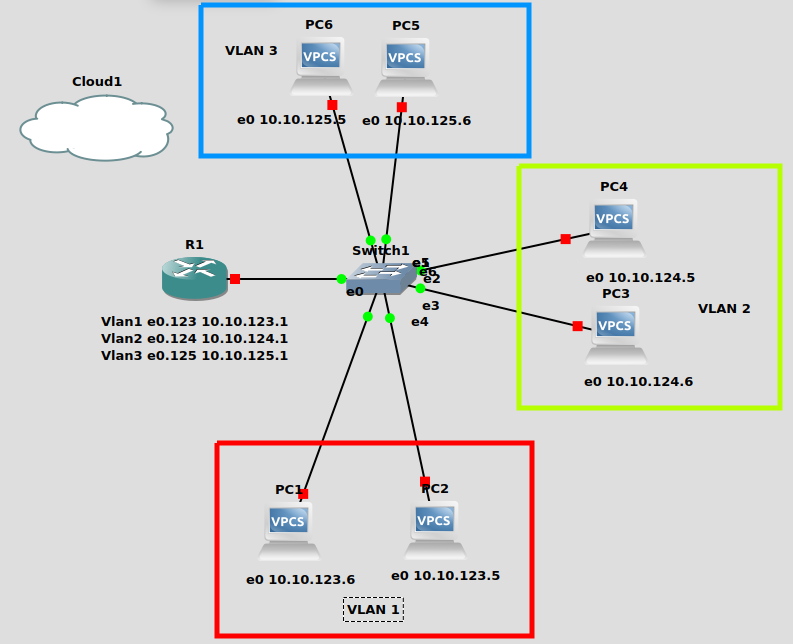 PC6
PC5
VLAN 3
VPCS
VPCS
Cloud1
e0 10.10.125.5
e0 10.10.125.6
PC4
VPCS
R1
Switch1
e5
e6
e2
e0
e3
e4
e0 10.10.124.5
PC3
VLAN 2
VPCS
Vlan1 e0.123 10.10.123.1
Vlan2 e0.124 10.10.124.1
Vlan3 e0.125 10.10.125.1
e0 10.10.124.6
PC1
PC2
VPCS
VPCS
e0 10.10.123.6
e0 10.10.123.5
VLAN 1